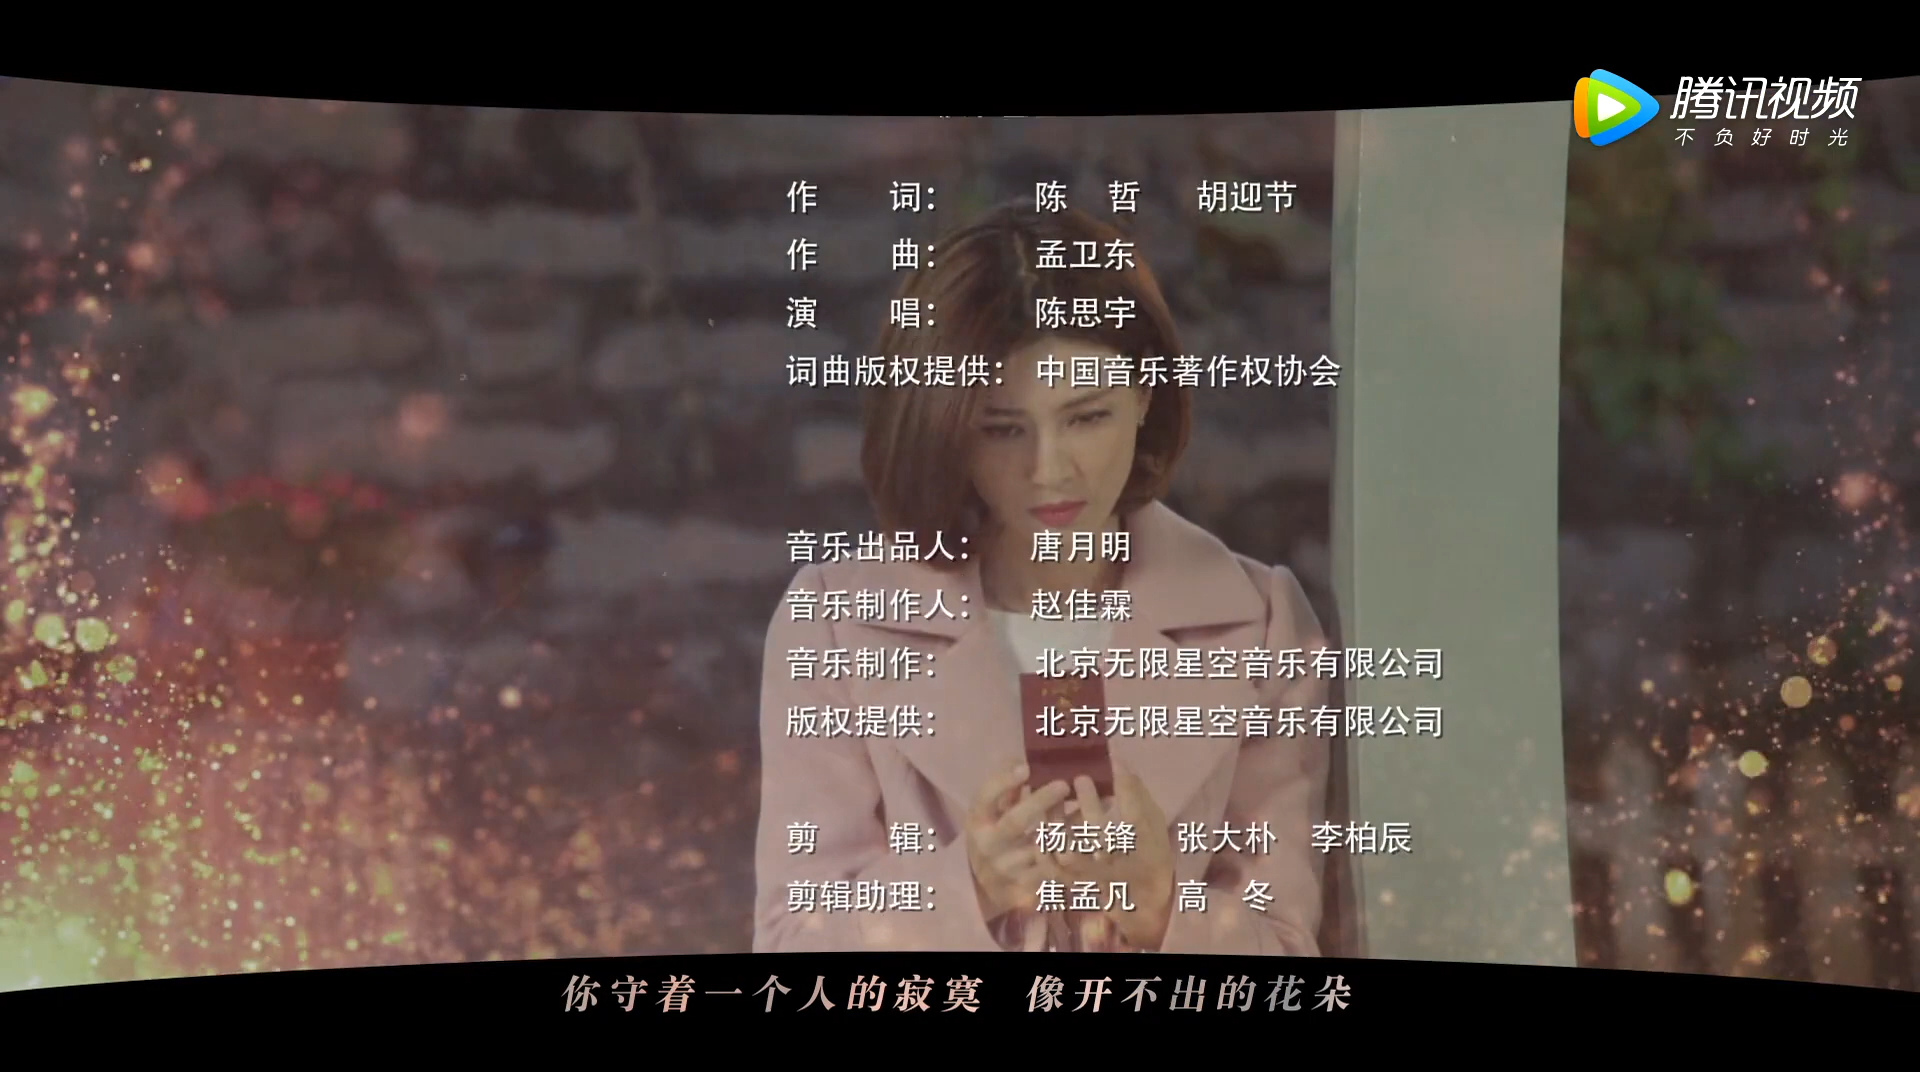 腾讯视频
不负好时光
作 词： 陈 哲 胡迎节
作 曲： 孟卫东
演 唱： 陈思宇
词曲版权提供： 中国音乐著作权协会
音乐出品人： 唐月明
音乐制作人： 赵佳霖
音乐制作： 北京无限星空音乐有限公司
版权提供： 北京无限星空音乐有限公司
剪 辑： 杨志锋 张大朴 李柏辰
剪辑助理： 焦孟凡 高 冬
你守着一个人的寂寞 像开不出的花朵